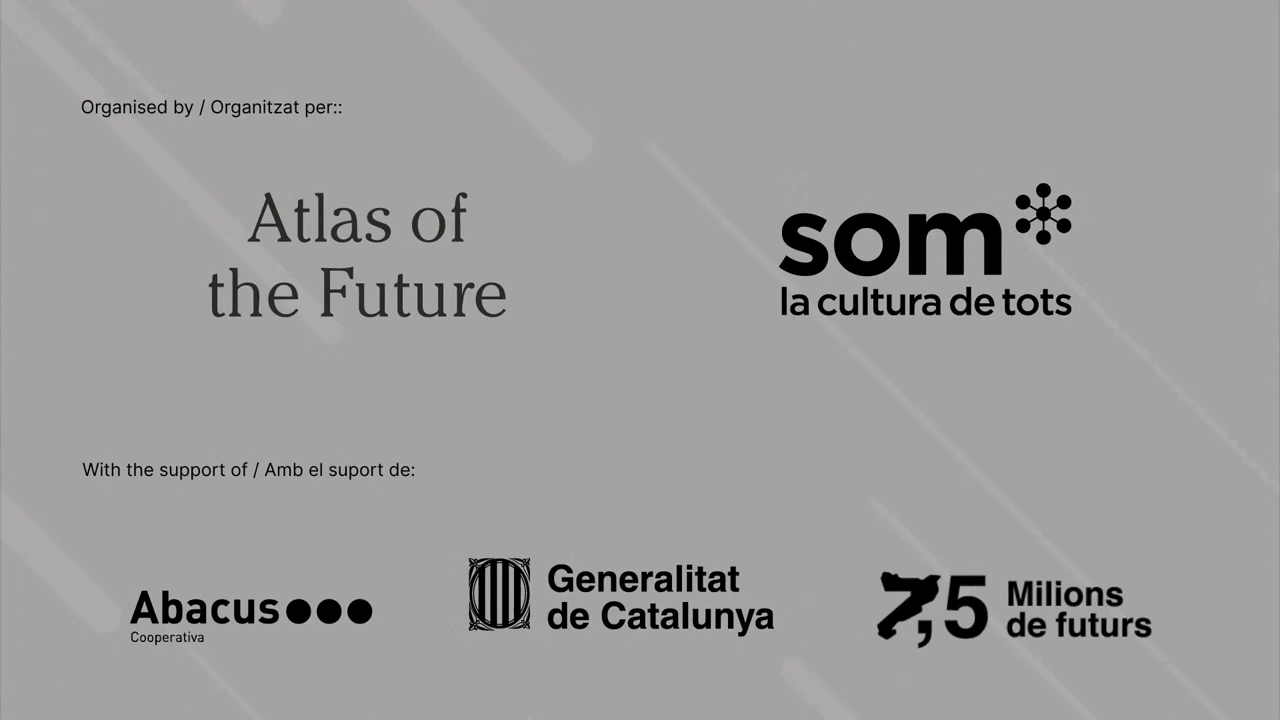 Organised by / Organitzat per::
Atlas of
the Future
som
la cultura de tots
With the support of / Amb el suport de:
Abacus
Cooperativa
Generalitat
de Catalunya
7,5
Milions
de futurs